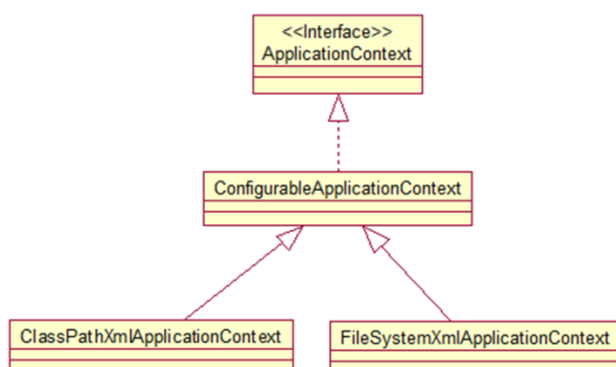 <<Interface>>
ApplicationContext
ConfigurableApplicationContext
ClassPathXmlApplicationContext
FileSystemXmlApplicationContext